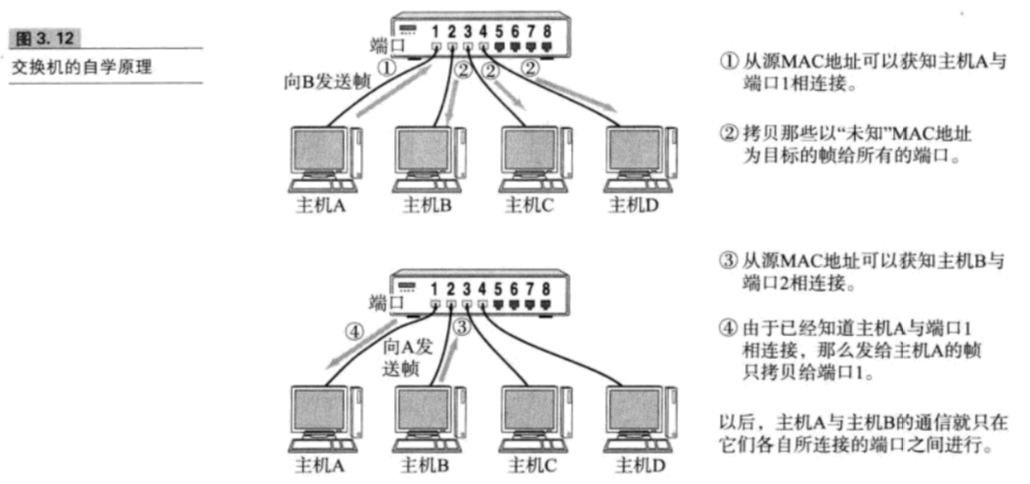 图3.12
交换机的自学原理
1 2 3 4 5 6 7 8
端口
①
向B发送帧
②
②
②
主机A
主机B
主机C
主机D
①从源MAC地址可以获知主机A与
端口1相连接。
②拷贝那些以“未知”MAC地址
为目标的帧给所有的端口。
1 2 3 4 5 6 7 8
端口
④
向A发
送帧
③
主机A
主机B
主机C
主机D
③从源MAC地址可以获知主机B与
端口2相连接。
④由于已经知道主机A与端口1
相连接，那么发给主机A的帧
只拷贝给端口1。
以后，主机A与主机B的通信就只在
它们各自所连接的端口之间进行。